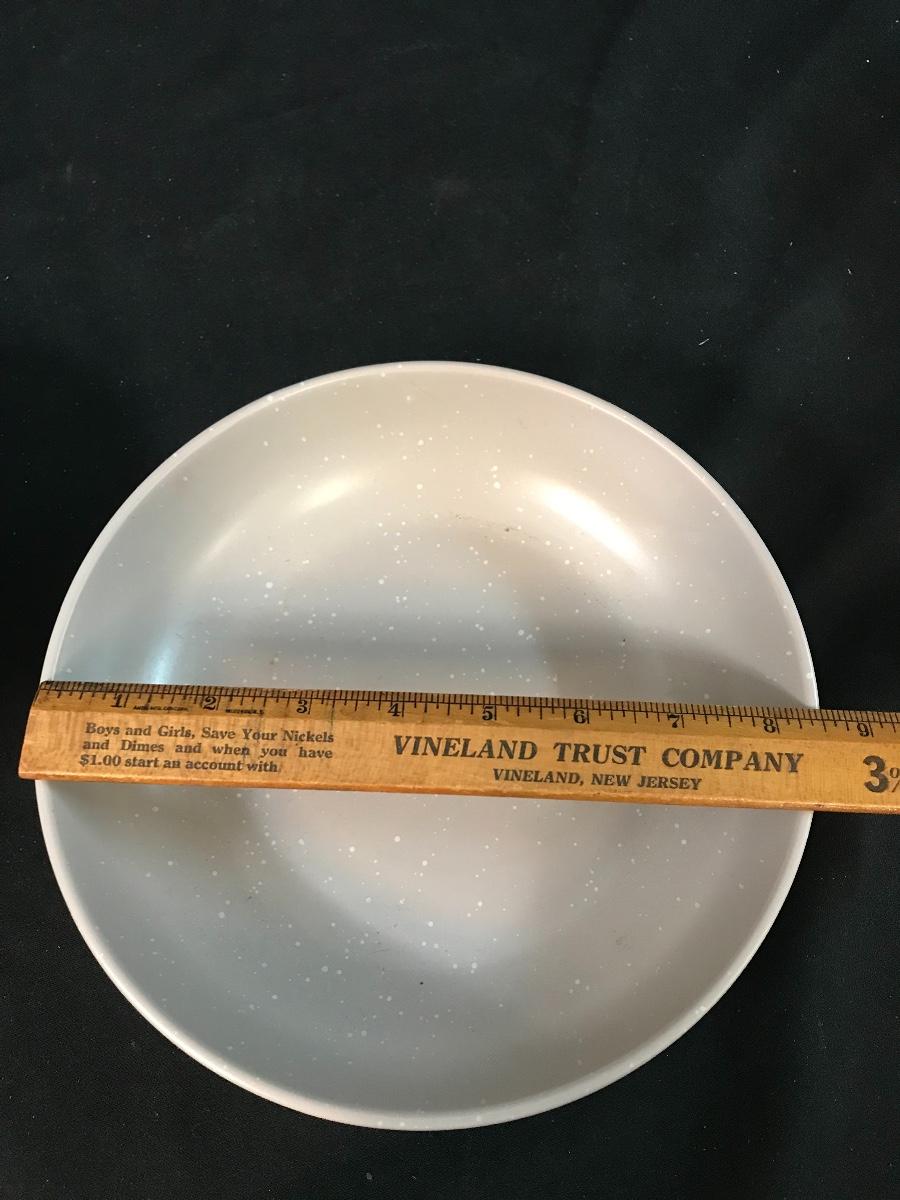 1 2 3 4 5 6 7 8 9
Boys and Girls, Save Your Nickels
and Dimes and when you have
$1.00 start an account with
VINELAND TRUST COMPANY
VINELAND, NEW JERSEY
3%